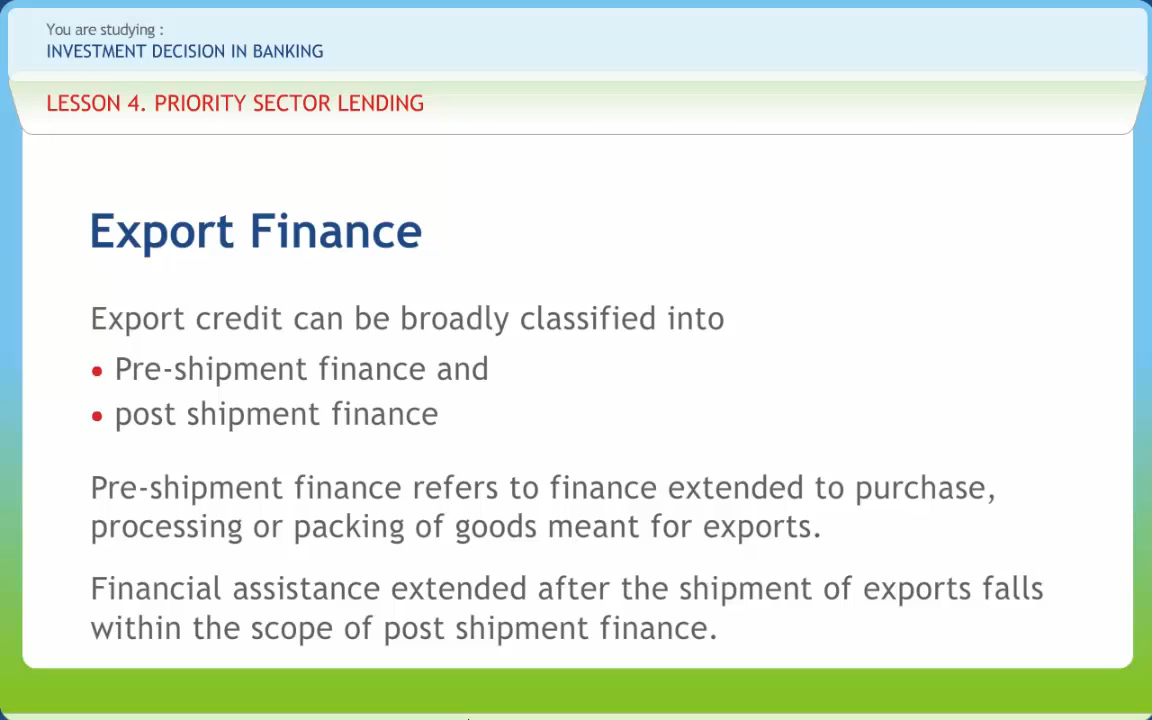 You are studying :
INVESTMENT DECISION IN BANKING
LESSON 4. PRIORITY SECTOR LENDING
Export Finance
Export credit can be broadly classified into
• Pre-shipment finance and
• post shipment finance
Pre-shipment finance refers to finance extended to purchase,
processing or packing of goods meant for exports.
Financial assistance extended after the shipment of exports falls
within the scope of post shipment finance.